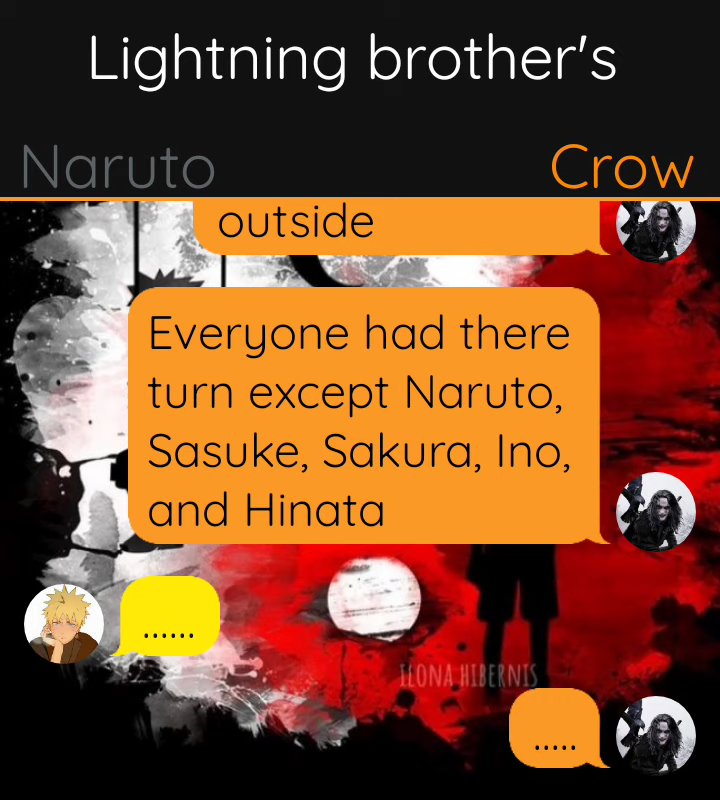 Lightning brother's
Naruto
Crow
outside
Everyone had there
turn except Naruto,
Sasuke, Sakura, Ino,
and Hinata
......
ILONA HIBERNIS
.....